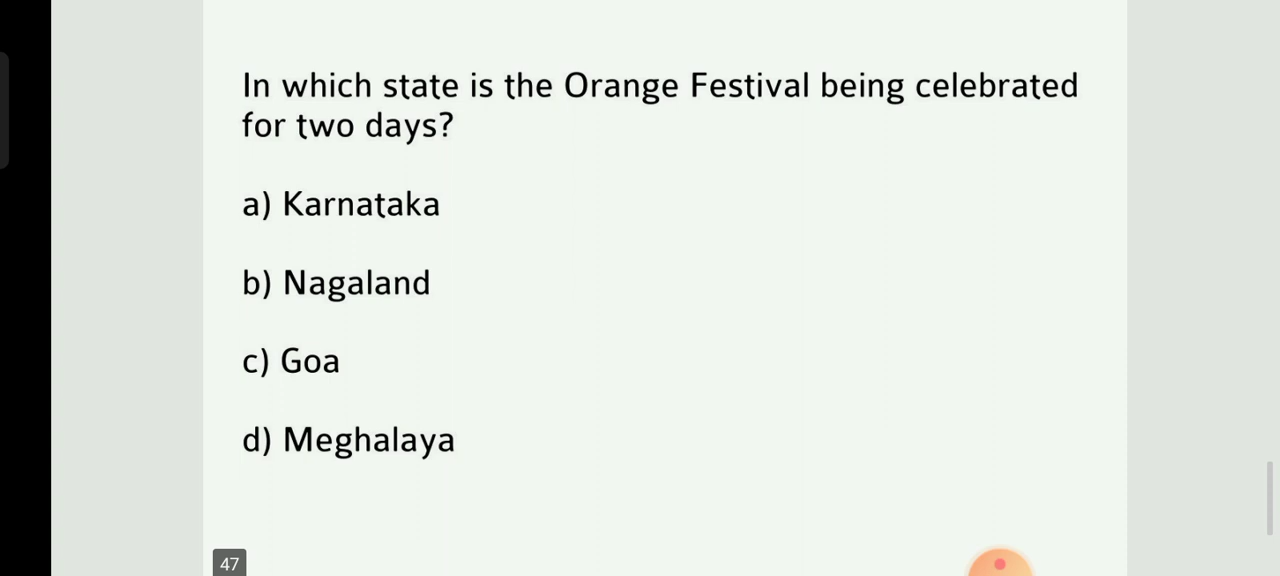 In which state is the Orange Festival being celebrated
for two days?
a) Karnataka
b) Nagaland
c) Goa
d) Meghalaya
47